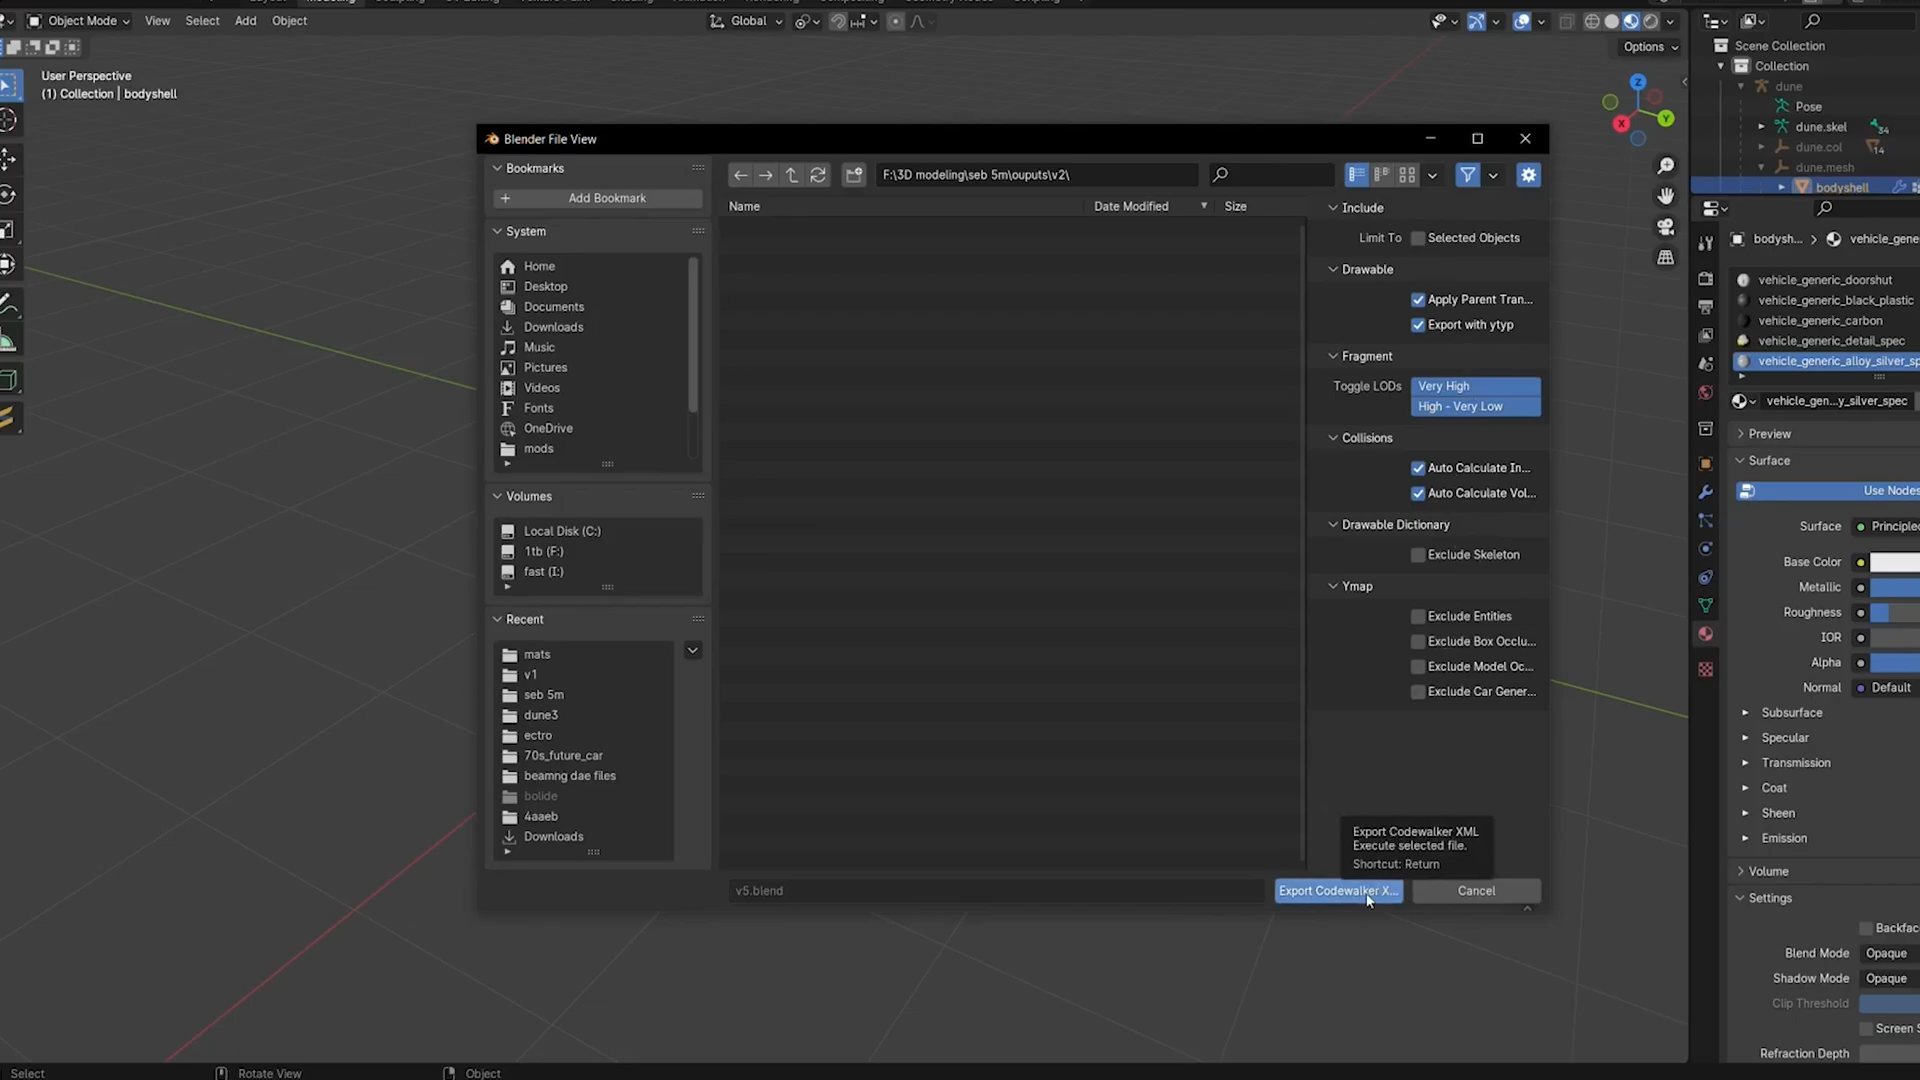 Object Mode
View
Select
Add
Object
Global
Options
User Perspective
(1) Collection | bodyshell
Z
Y
X
Blender File View
Bookmarks
Add Bookmark
System
Home
Desktop
Documents
Downloads
Music
Pictures
Videos
Fonts
OneDrive
mods
Volumes
Local Disk (C:)
1tb (F:)
fast (I:)
Recent
mats
v1
seb 5m
dune3
ectro
70s_future_car
beamng dae files
bolide
4aaeb
Downloads
F:\3D modeling\seb 5m\ouputs\v2\
Name
Date Modified
Size
v5.blend
Include
Limit To
Selected Objects
Drawable
Apply Parent Tran...
Export with ytyp
Fragment
Toggle LODs
Very High
High - Very Low
Collisions
Auto Calculate In...
Auto Calculate Vol...
Drawable Dictionary
Exclude Skeleton
Ymap
Exclude Entities
Exclude Box Occlu...
Exclude Model Oc...
Exclude Car Gener...
Export Codewalker XML
Execute selected file.
Shortcut: Return
Export Codewalker X...
Cancel
Scene Collection
Collection
dune
Pose
dune.skel
34
dune.col
14
dune.mesh
bodyshell
bodysh...
vehicle_gene
vehicle_generic_doorshut
vehicle_generic_black_plastic
vehicle_generic_carbon
vehicle_generic_detail_spec
vehicle_generic_alloy_silver_sp
vehicle_gen...y_silver_spec
Preview
Surface
Use Nodes
Surface
Principle
Base Color
Metallic
Roughness
IOR
Alpha
Normal
Default
Subsurface
Specular
Transmission
Coat
Sheen
Emission
Volume
Settings
Backfac
Blend Mode
Opaque
Shadow Mode
Opaque
Clip Threshold
Screen S
Refraction Depth
Select
Rotate View
Object